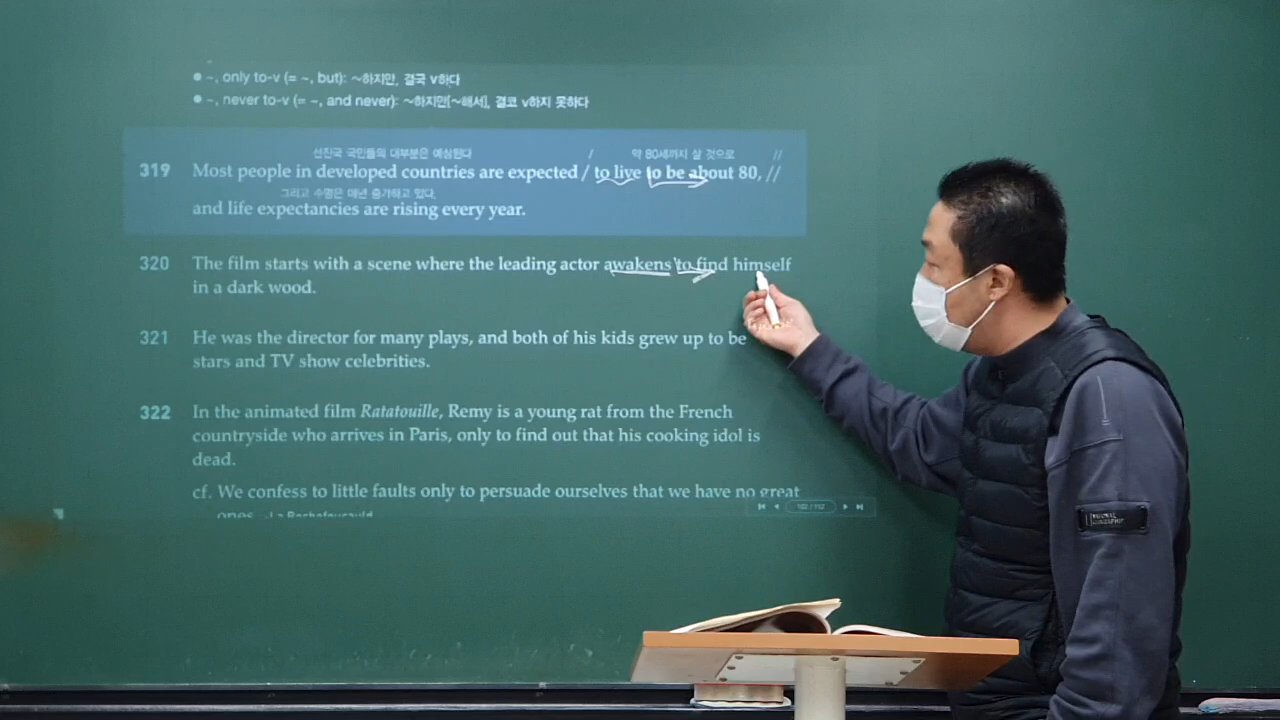 ● ~, only to-v (= ~, but): ~하지만, 결국 v하다
● ~, never to-v (= ~, and never): ~하지만[~해서], 결코 v하지 못하다
선진국 국민들의 대부분은 예상된다 / 약 80세까지 살 것으로 //
319 Most people in developed countries are expected / to live to be about 80, //
그리고 수명은 매년 증가하고 있다.
and life expectancies are rising every year.
320 The film starts with a scene where the leading actor awakens to find himself
in a dark wood.
321 He was the director for many plays, and both of his kids grew up to be
stars and TV show celebrities.
322 In the animated film Ratatouille, Remy is a young rat from the French
countryside who arrives in Paris, only to find out that his cooking idol is
dead.
cf. We confess to little faults only to persuade ourselves that we have no great
ones. - La Rochefoucauld